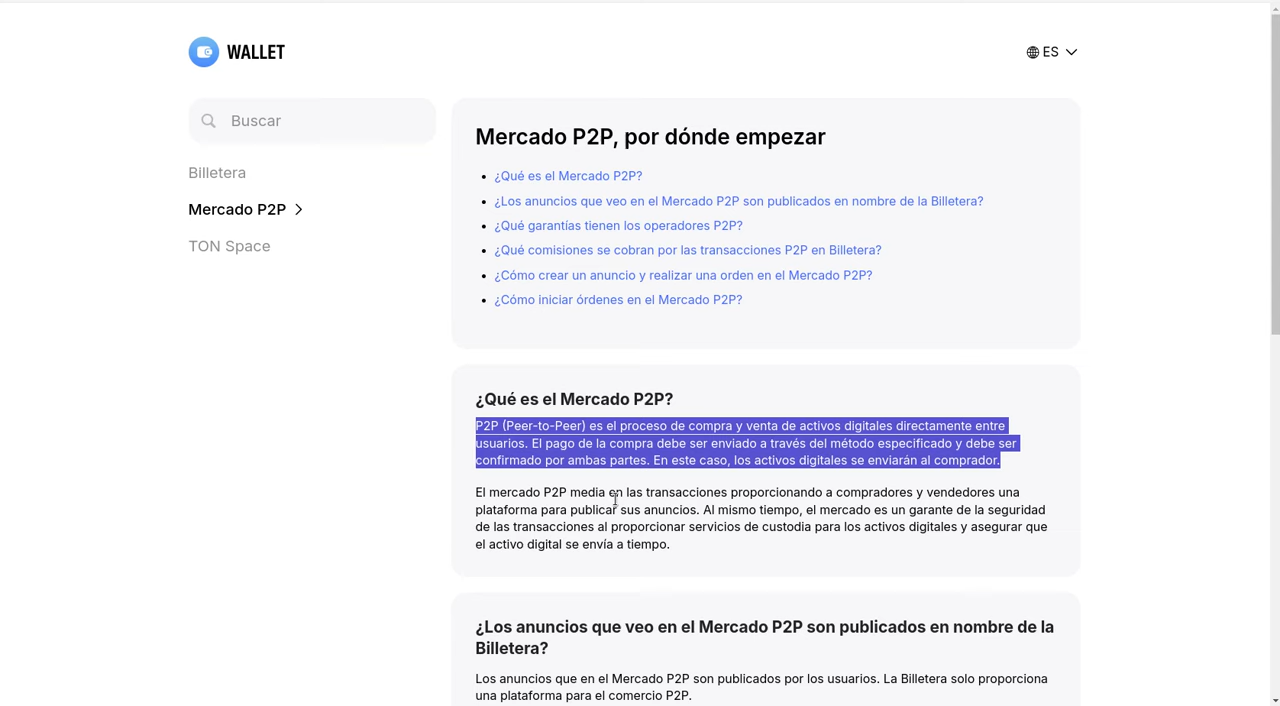 WALLET
ES
Buscar
Billetera
Mercado P2P
TON Space
Mercado P2P, por dónde empezar
• ¿Qué es el Mercado P2P?
• ¿Los anuncios que veo en el Mercado P2P son publicados en nombre de la Billetera?
• ¿Qué garantías tienen los operadores P2P?
• ¿Qué comisiones se cobran por las transacciones P2P en Billetera?
• ¿Cómo crear un anuncio y realizar una orden en el Mercado P2P?
• ¿Cómo iniciar órdenes en el Mercado P2P?
¿Qué es el Mercado P2P?
P2P (Peer-to-Peer) es el proceso de compra y venta de activos digitales directamente entre
usuarios. El pago de la compra debe ser enviado a través del método especificado y debe ser
confirmado por ambas partes. En este caso, los activos digitales se enviarán al comprador.
El mercado P2P media en las transacciones proporcionando a compradores y vendedores una
plataforma para publicar sus anuncios. Al mismo tiempo, el mercado es un garante de la seguridad
de las transacciones al proporcionar servicios de custodia para los activos digitales y asegurar que
el activo digital se envía a tiempo.
¿Los anuncios que veo en el Mercado P2P son publicados en nombre de la
Billetera?
Los anuncios que en el Mercado P2P son publicados por los usuarios. La Billetera solo proporciona
una plataforma para el comercio P2P.